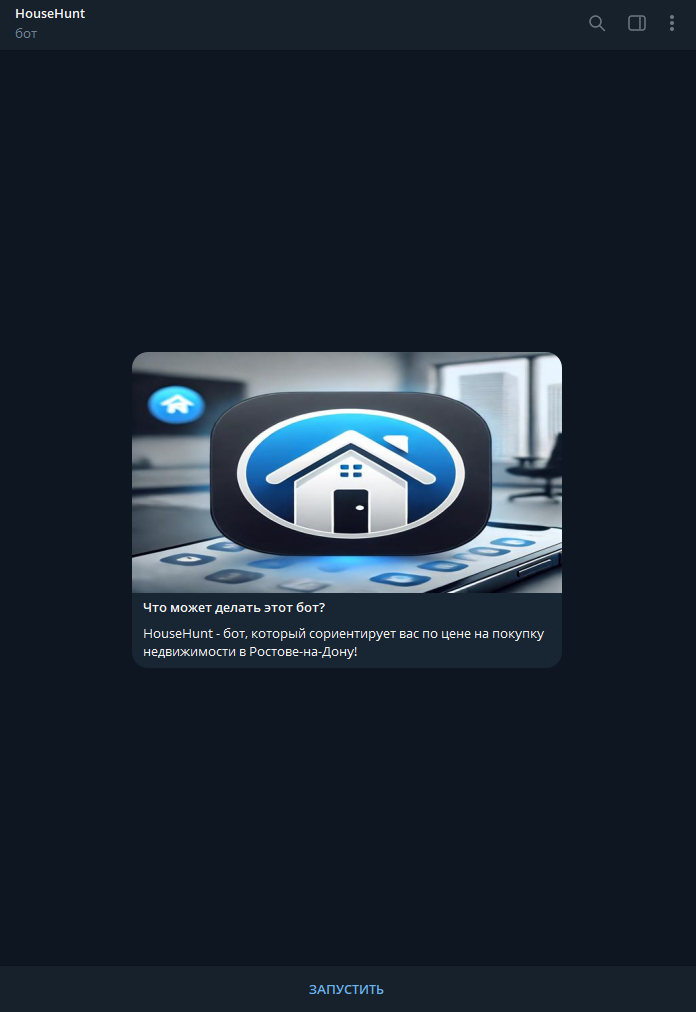 HouseHunt
бот
Что может делать этот бот?
HouseHunt - бот, который сориентирует вас по цене на покупку
недвижимости в Ростове-на-Дону!
ЗАПУСТИТЬ